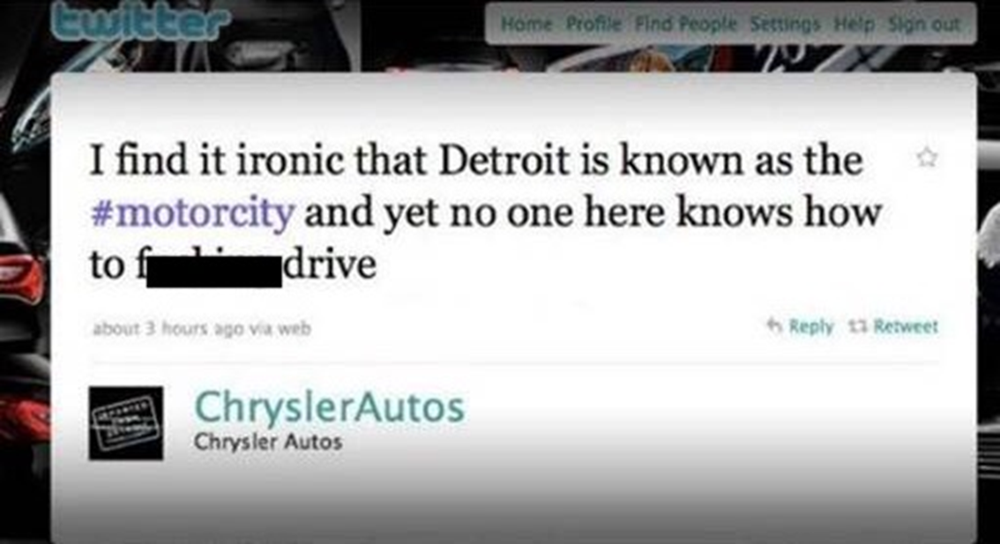 twitter
Home Profile Find People Settings Help Sign out
I find it ironic that Detroit is known as the
#motorcity and yet no one here knows how
to f drive
about 3 hours ago via web
Reply Retweet
ChryslerAutos
Chrysler Autos